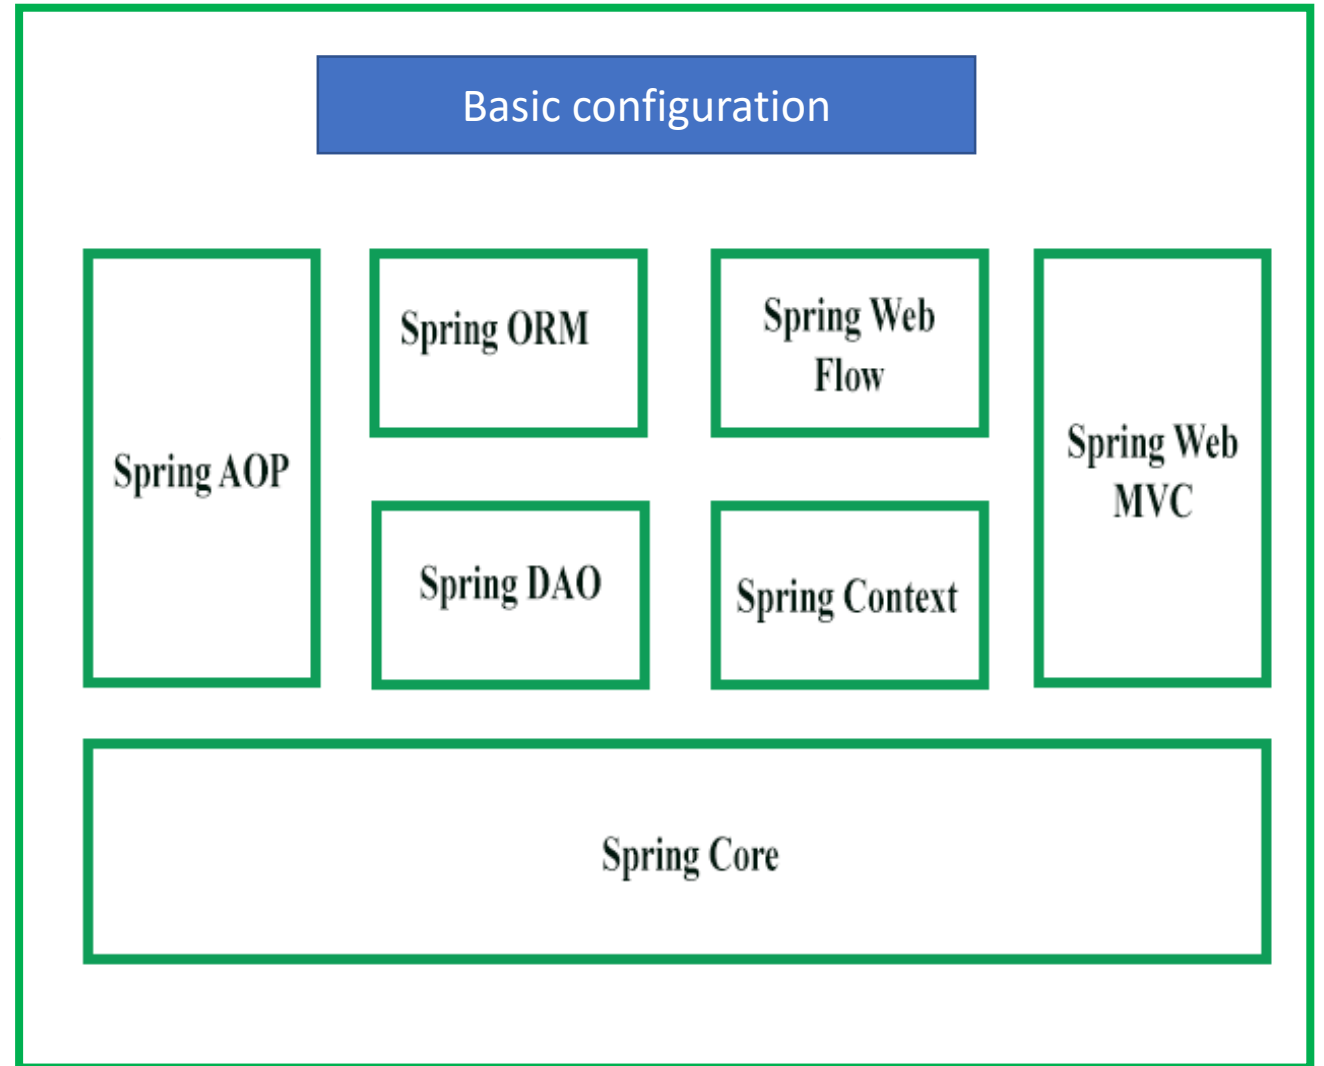 Basic configuration
Spring AOP
Spring ORM
Spring Web
Flow
Spring Web
MVC
Spring DAO
Spring Context
Spring Core